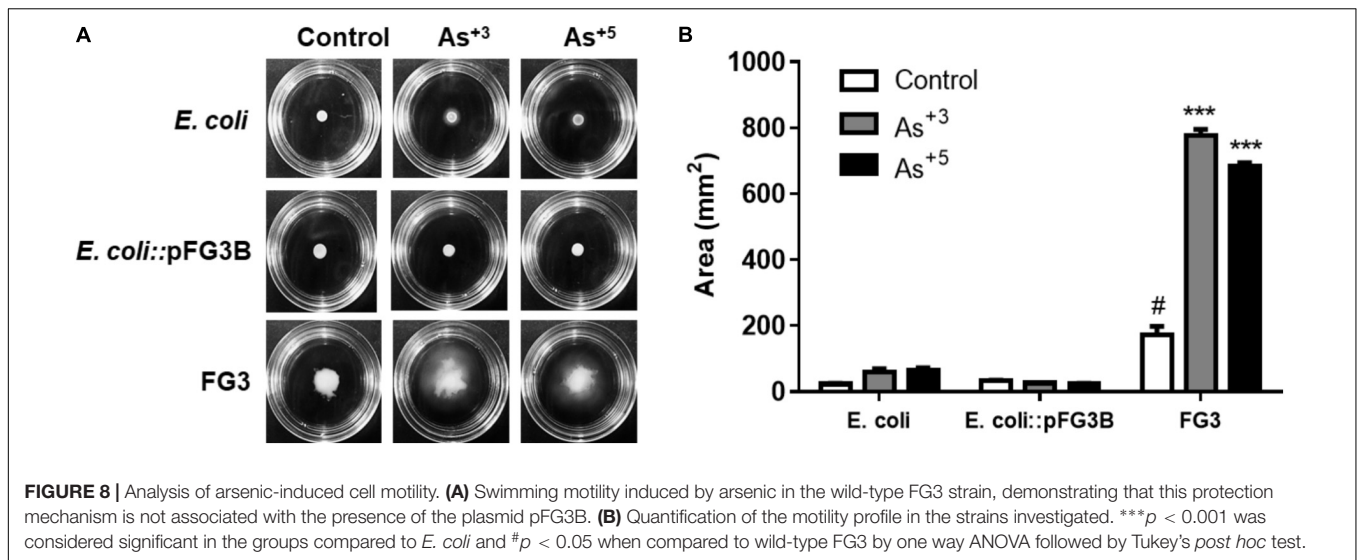 A
Control As+3 As+5
E. coli
E. coli::pFG3B
FG3
B
1000
800
600
400
200
0
Area (mm²)
Control
As+3
As+5
#
***
***
E. coli E. coli::pFG3B FG3
FIGURE 8 | Analysis of arsenic-induced cell motility. (A) Swimming motility induced by arsenic in the wild-type FG3 strain, demonstrating that this protection
mechanism is not associated with the presence of the plasmid pFG3B. (B) Quantification of the motility profile in the strains investigated. ***p < 0.001 was
considered significant in the groups compared to E. coli and #p < 0.05 when compared to wild-type FG3 by one way ANOVA followed by Tukey's post hoc test.